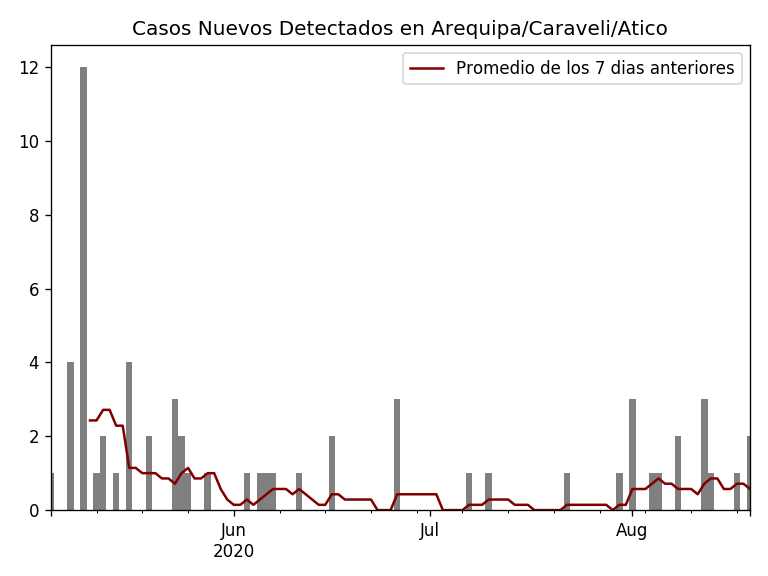 Casos Nuevos Detectados en Arequipa/Caraveli/Atico
Promedio de los 7 dias anteriores
12
10
8
6
4
2
0
Jun
2020
Jul
Aug